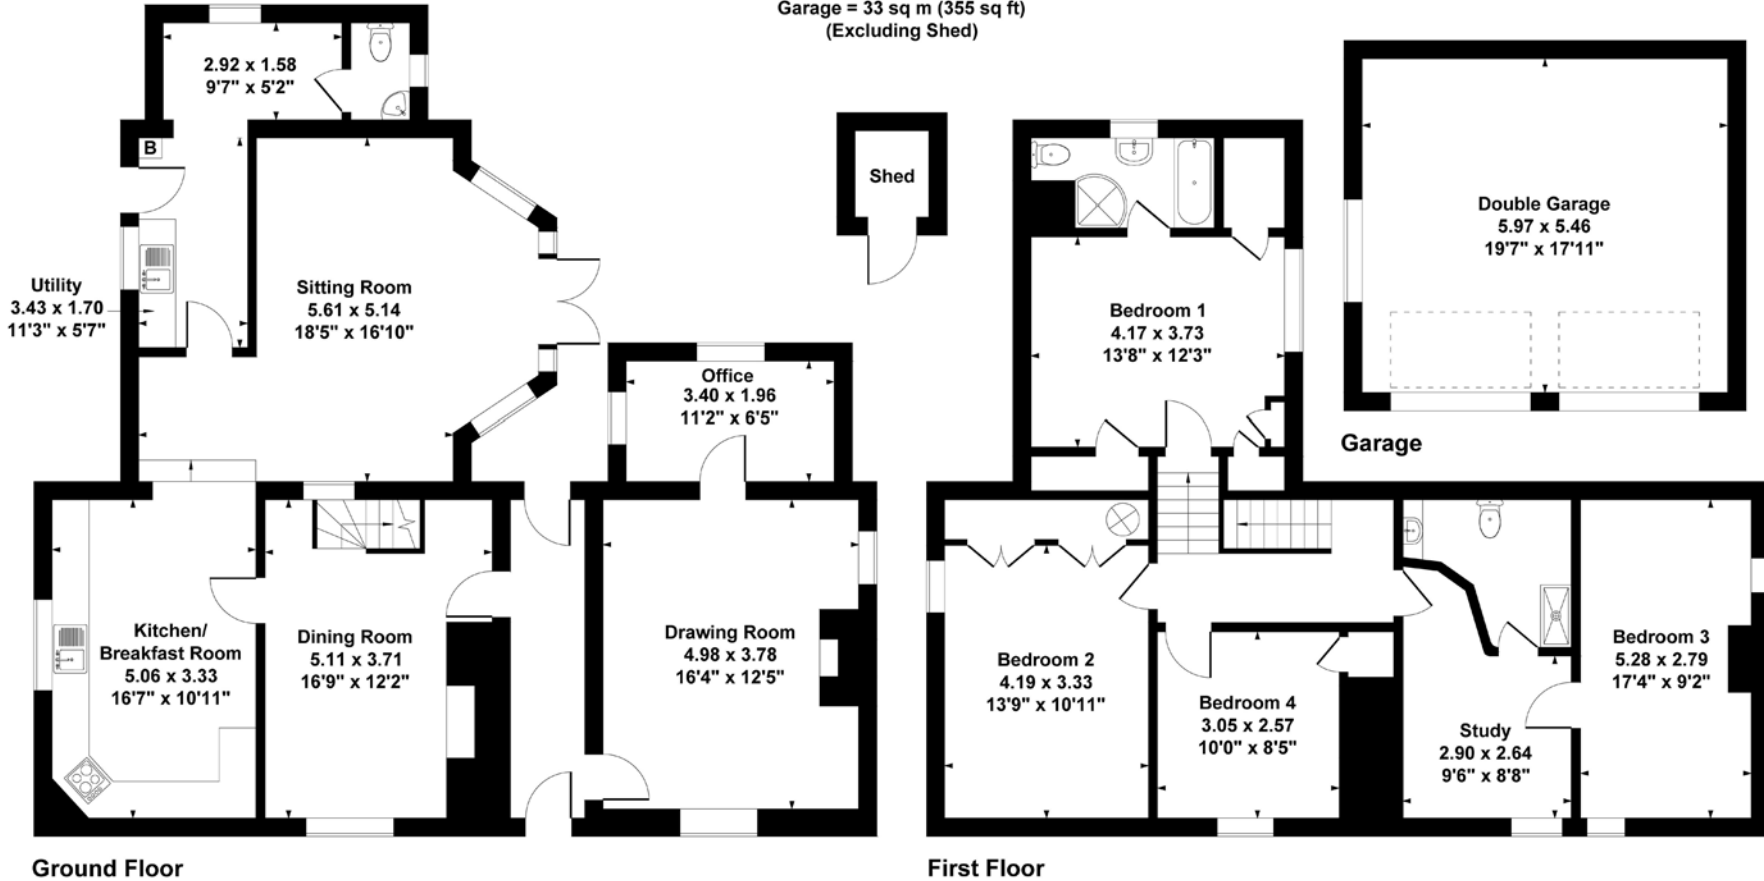 Garage = 33 sq m (355 sq ft)
(Excluding Shed)
2.92 x 1.58
9'7" x 5'2"
B
Utility
3.43 x 1.70
11'3" x 5'7"
Sitting Room
5.61 x 5.14
18'5" x 16'10"
Office
3.40 x 1.96
11'2" x 6'5"
Kitchen/
Breakfast Room
5.06 x 3.33
16'7" x 10'11"
Dining Room
5.11 x 3.71
16'9" x 12'2"
Drawing Room
4.98 x 3.78
16'4" x 12'5"
Ground Floor
Shed
Bedroom 1
4.17 x 3.73
13'8" x 12'3"
Bedroom 2
4.19 x 3.33
13'9" x 10'11"
Bedroom 4
3.05 x 2.57
10'0" x 8'5"
Study
2.90 x 2.64
9'6" x 8'8"
Bedroom 3
5.28 x 2.79
17'4" x 9'2"
First Floor
Double Garage
5.97 x 5.46
19'7" x 17'11"
Garage